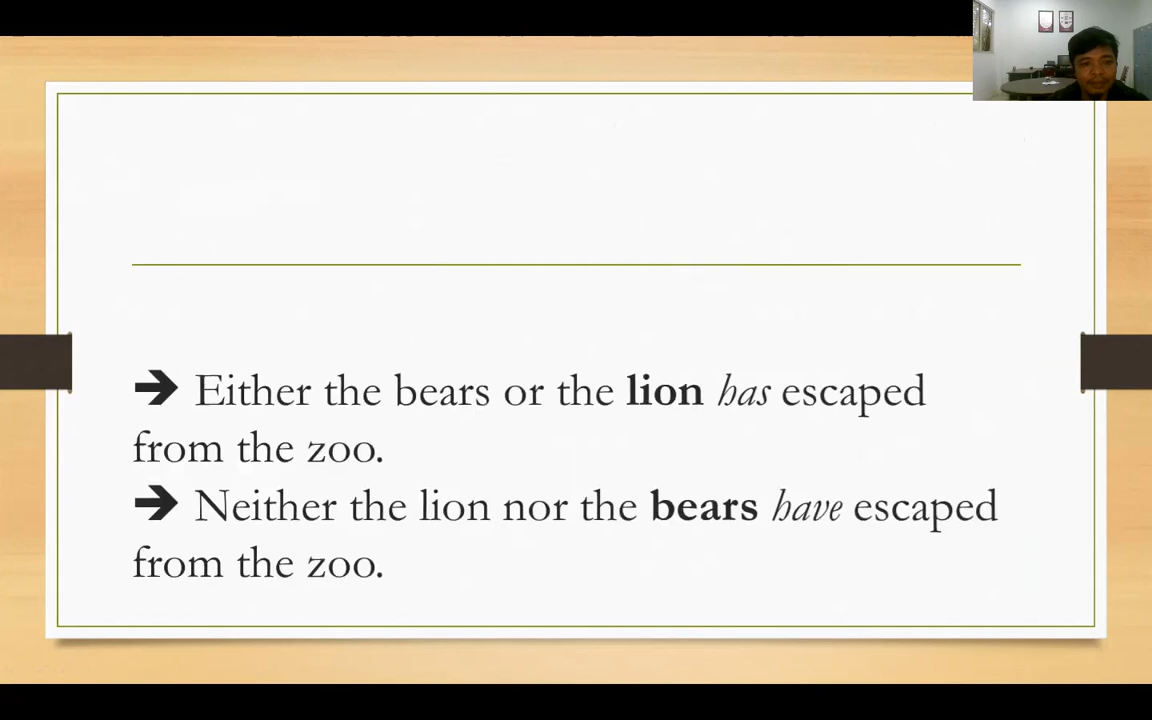 ➔ Either the bears or the lion has escaped
from the zoo.
➔ Neither the lion nor the bears have escaped
from the zoo.